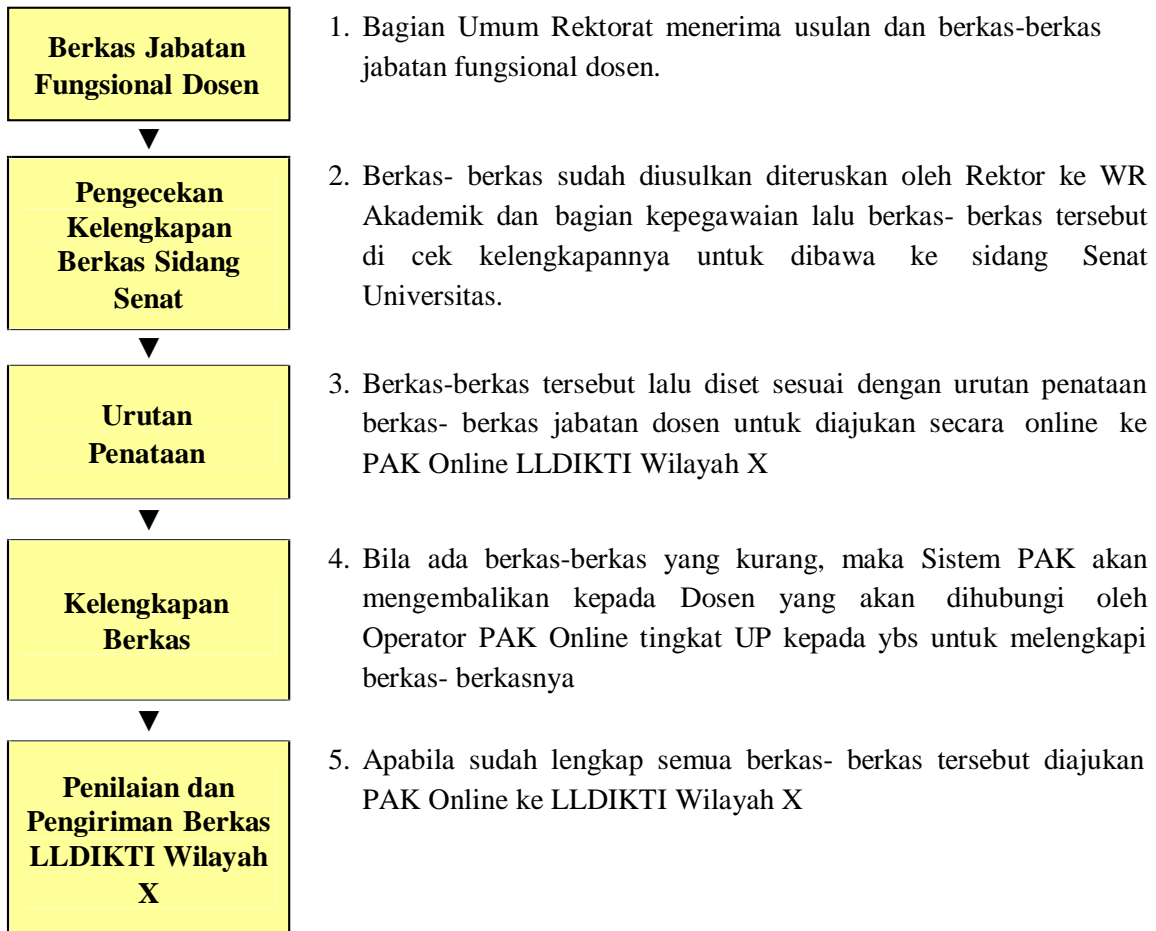 Berkas Jabatan
Fungsional Dosen
1. Bagian Umum Rektorat menerima usulan dan berkas-berkas
jabatan fungsional dosen.
Pengecekan
Kelengkapan
Berkas Sidang
Senat
2. Berkas- berkas sudah diusulkan diteruskan oleh Rektor ke WR
Akademik dan bagian kepegawaian lalu berkas- berkas tersebut
di cek kelengkapannya untuk dibawa ke sidang Senat
Universitas.
Urutan
Penataan
3. Berkas-berkas tersebut lalu diset sesuai dengan urutan penataan
berkas- berkas jabatan dosen untuk diajukan secara online ke
PAK Online LLDIKTI Wilayah X
Kelengkapan
Berkas
4. Bila ada berkas-berkas yang kurang, maka Sistem PAK akan
mengembalikan kepada Dosen yang akan dihubungi oleh
Operator PAK Online tingkat UP kepada ybs untuk melengkapi
berkas- berkasnya
Penilaian dan
Pengiriman Berkas
LLDIKTI Wilayah
X
5. Apabila sudah lengkap semua berkas- berkas tersebut diajukan
PAK Online ke LLDIKTI Wilayah X